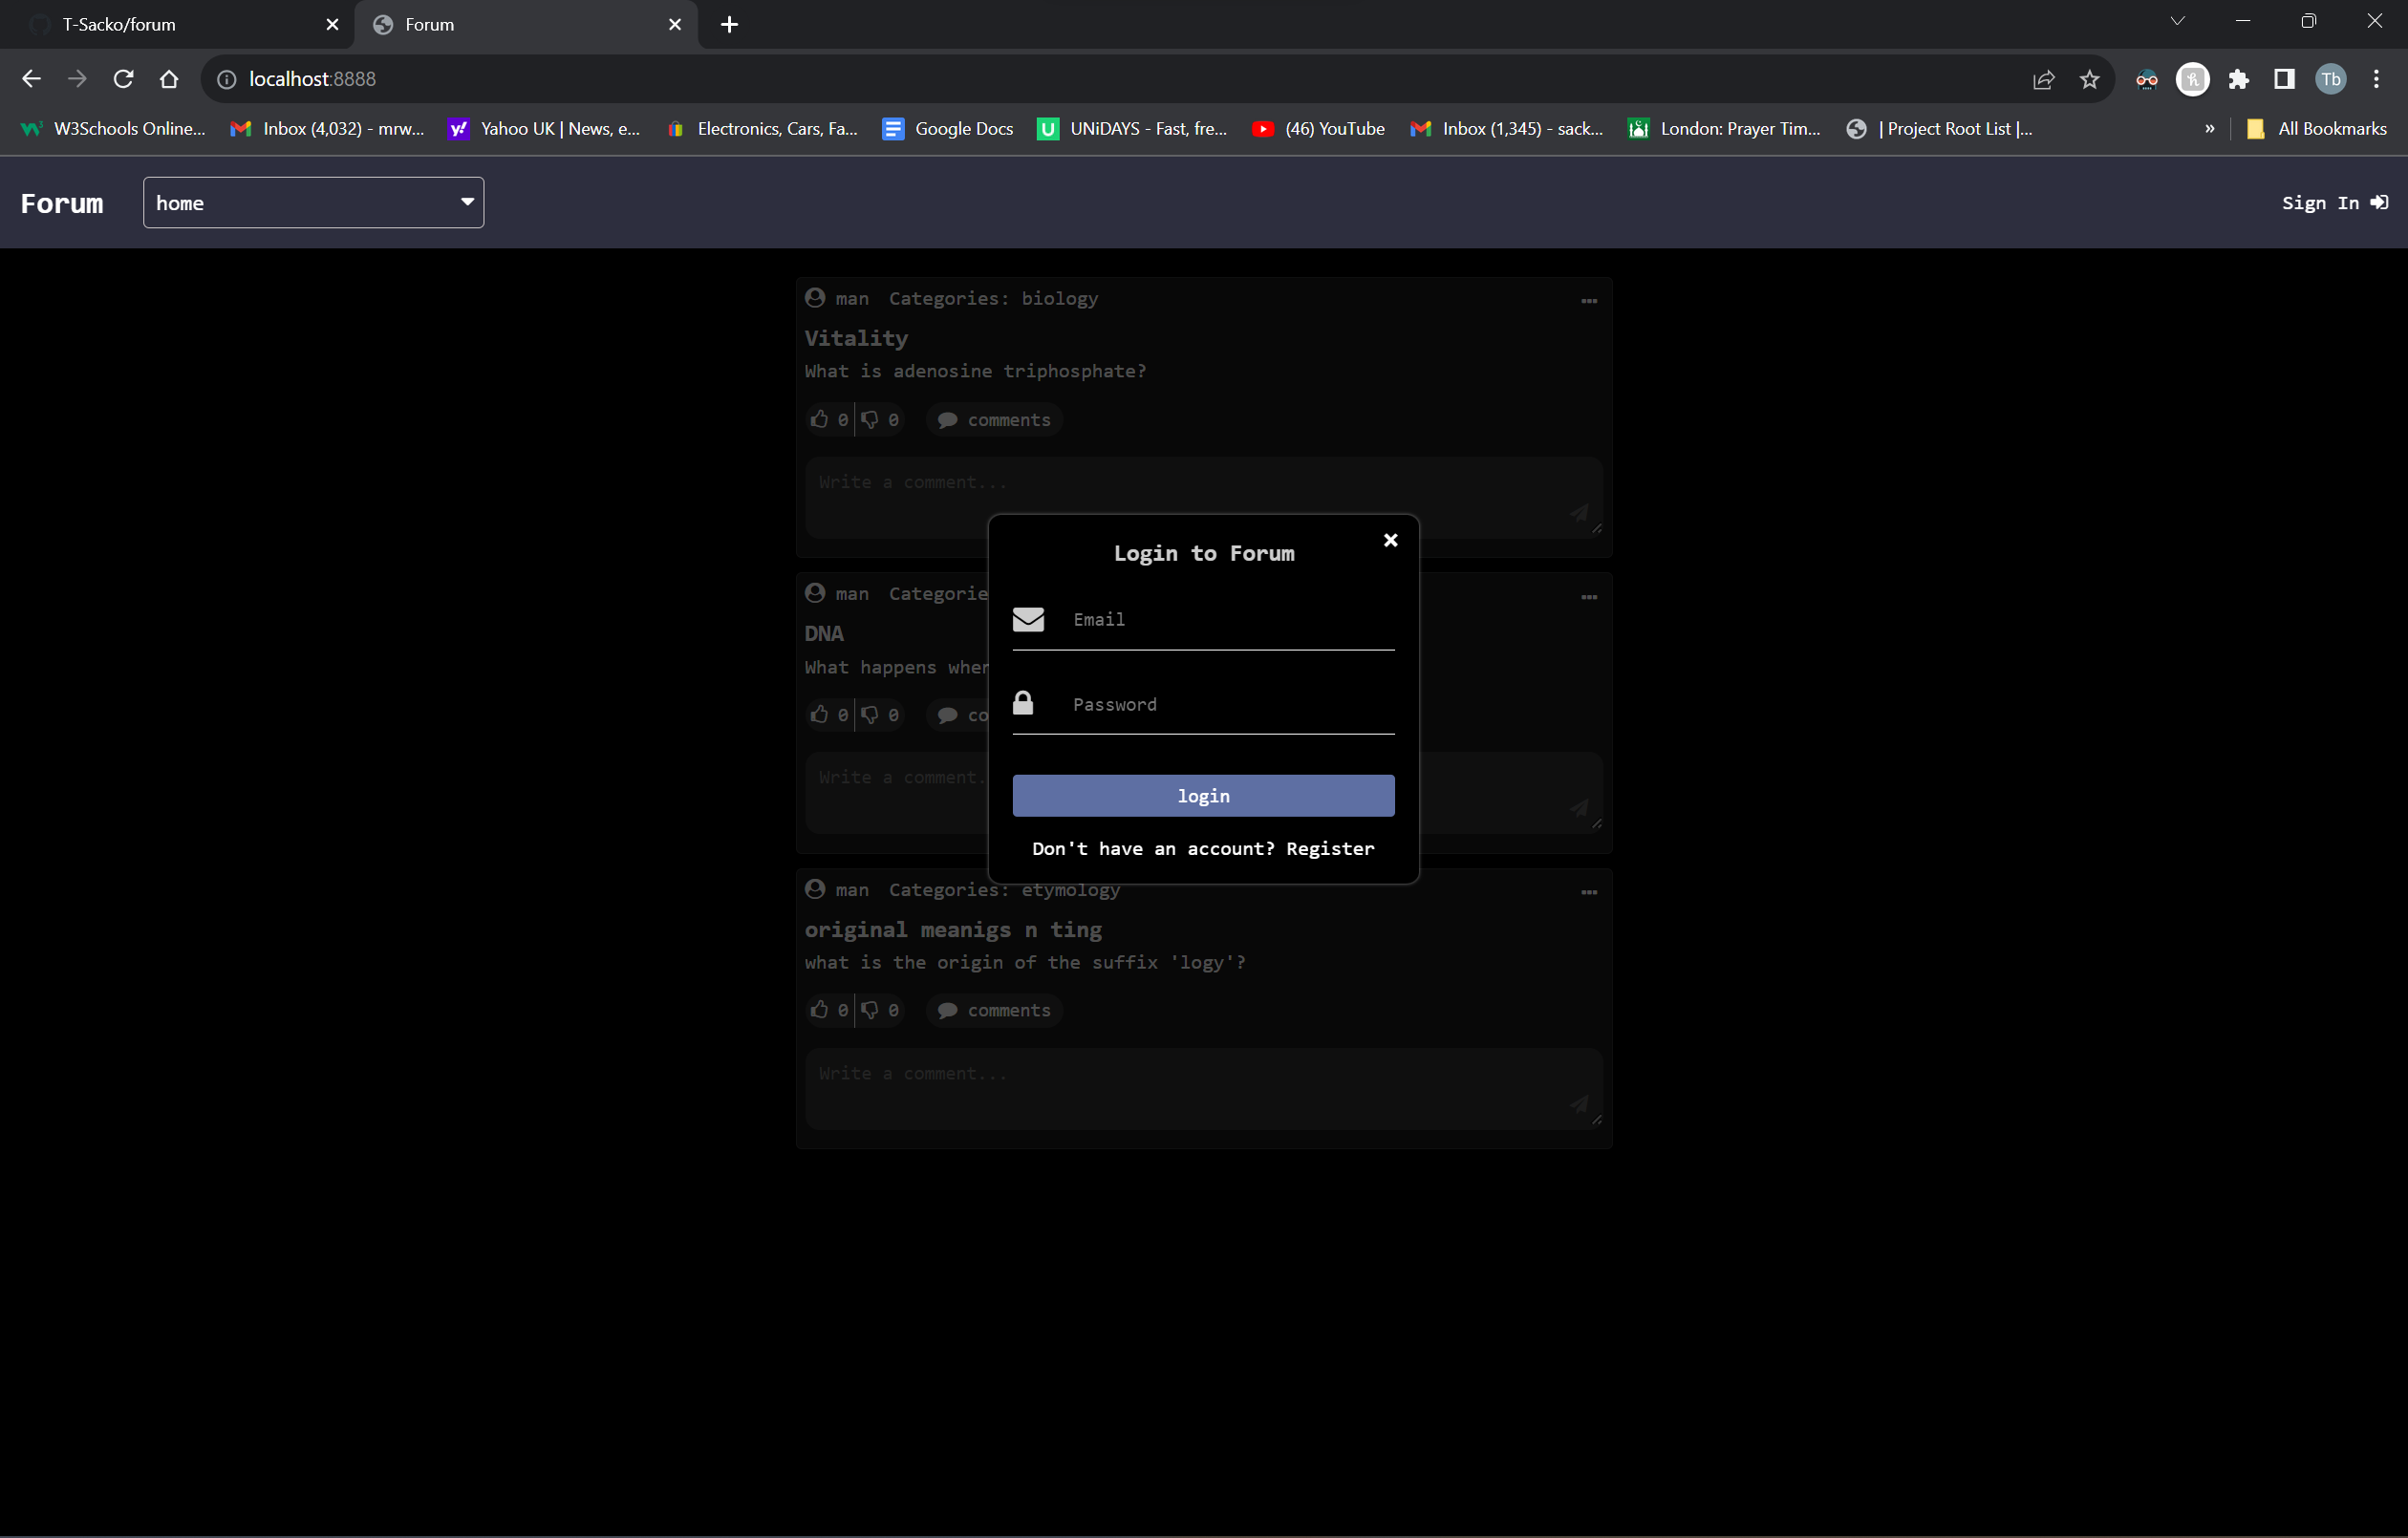 T-Sacko/forum
Forum
localhost:8888
Tb
W3Schools Online...
Inbox (4,032) - mrw...
Yahoo UK | News, e...
Electronics, Cars, Fa...
Google Docs
UNiDAYS - Fast, fre...
(46) YouTube
Inbox (1,345) - sack...
London: Prayer Tim...
| Project Root List |...
»
All Bookmarks
Forum
home
Sign In
man Categories: biology
Vitality
What is adenosine triphosphate?
0 0 comments
Write a comment...
Login to Forum
Email
Password
login
Don't have an account? Register
man Categorie
DNA
What happens wher
0 0 co
Write a comment.
man Categories: etymology
original meanigs n ting
what is the origin of the suffix 'logy'?
0 0 comments
Write a comment...